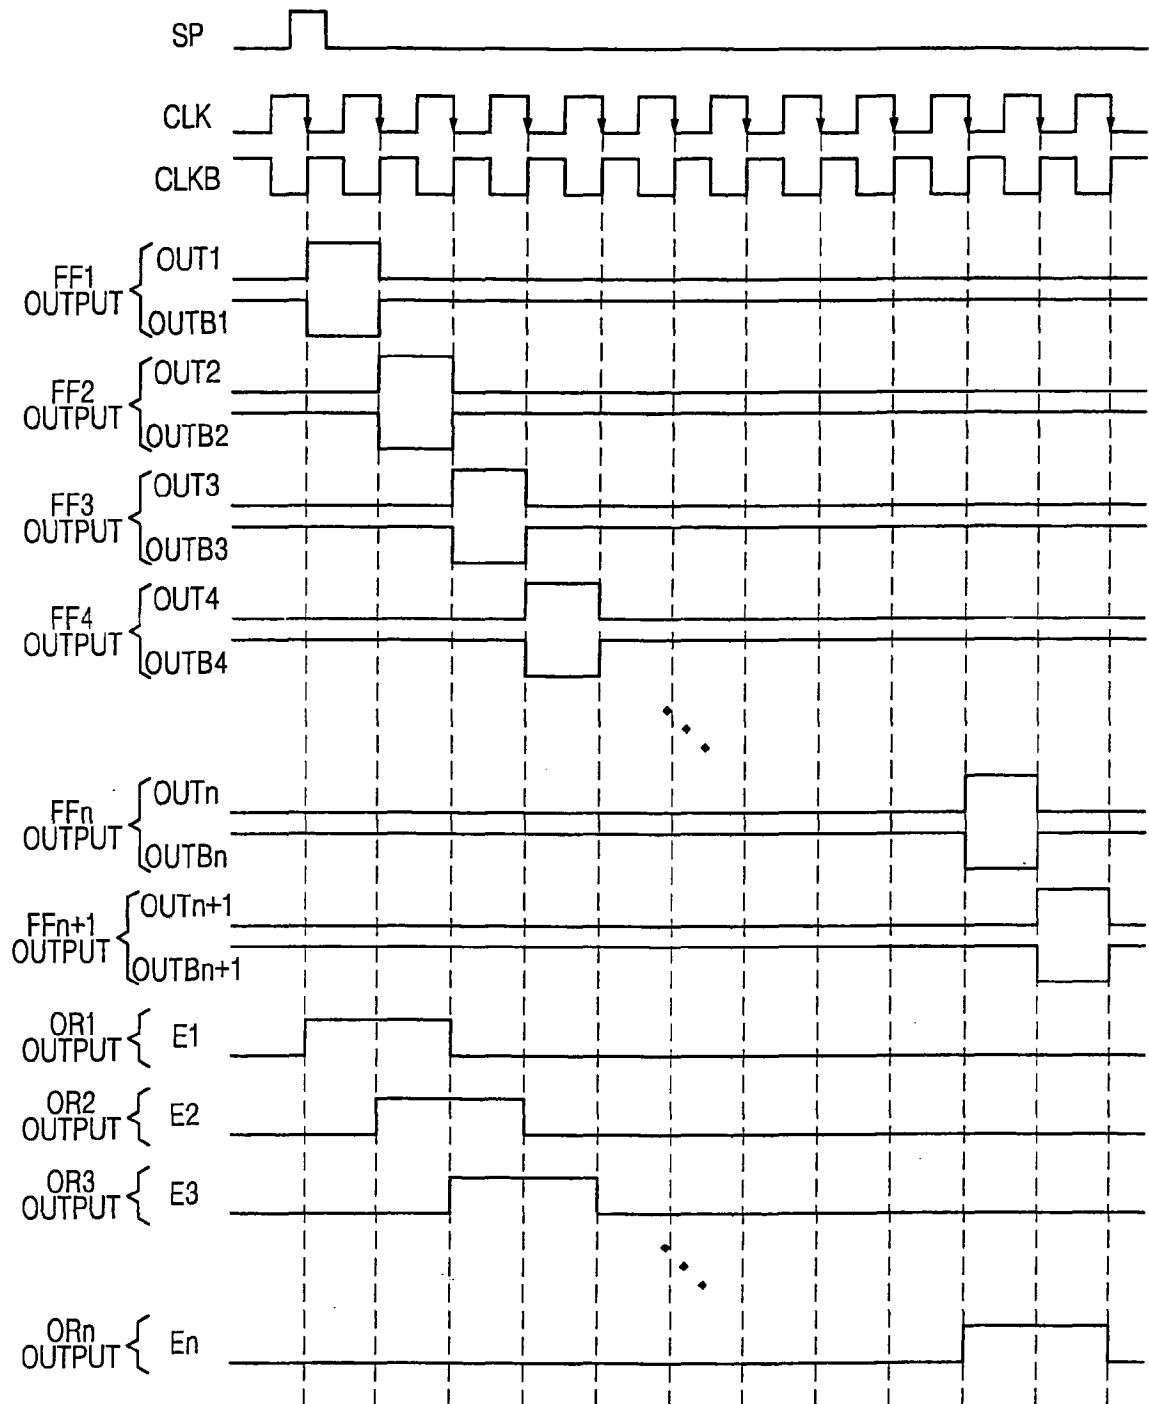 SP
CLK
CLKB
FF1
OUTPUT
OUT1
OUTB1
FF2
OUTPUT
OUT2
OUTB2
FF3
OUTPUT
OUT3
OUTB3
FF4
OUTPUT
OUT4
OUTB4
FFn
OUTPUT
OUTn
OUTBn
FFn+1
OUTPUT
OUTn+1
OUTBn+1
OR1
OUTPUT
E1
OR2
OUTPUT
E2
OR3
OUTPUT
E3
ORn
OUTPUT
En